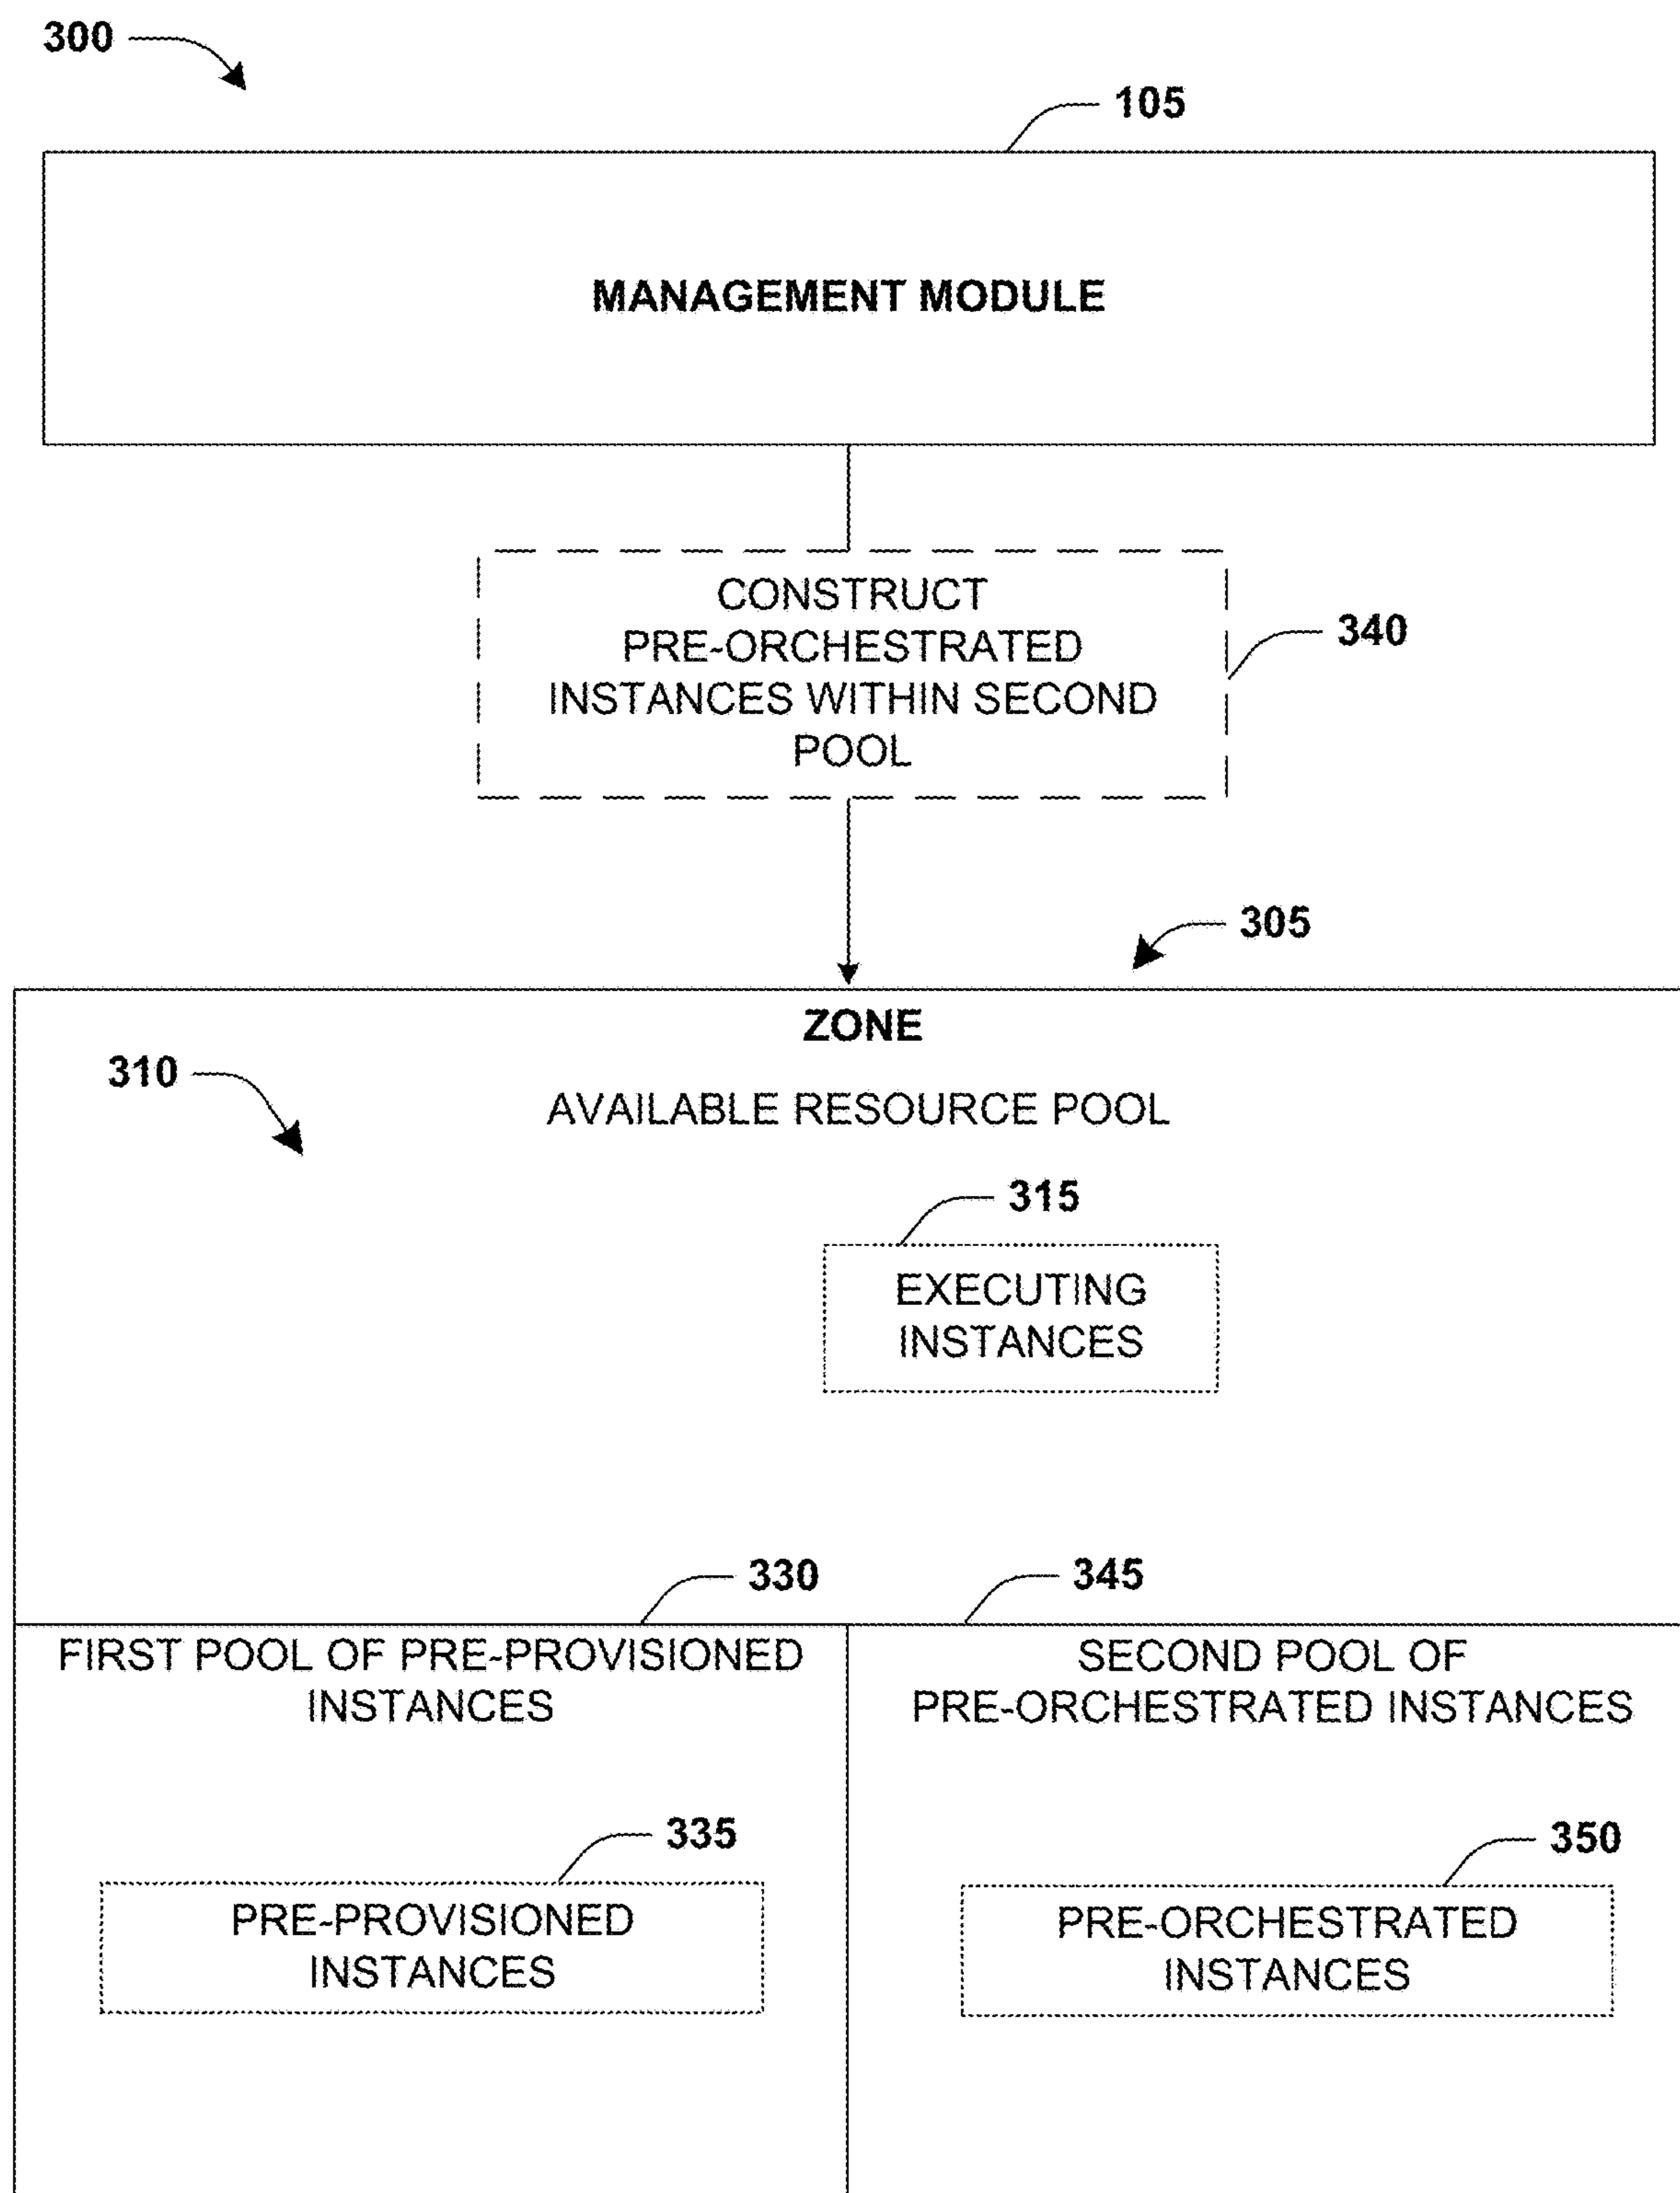 300
105
MANAGEMENT MODULE
CONSTRUCT
PRE-ORCHESTRATED
INSTANCES WITHIN SECOND
POOL
340
305
ZONE
310
AVAILABLE RESOURCE POOL
315
EXECUTING
INSTANCES
330
345
FIRST POOL OF PRE-PROVISIONED
INSTANCES
SECOND POOL OF
PRE-ORCHESTRATED INSTANCES
335
PRE-PROVISIONED
INSTANCES
350
PRE-ORCHESTRATED
INSTANCES